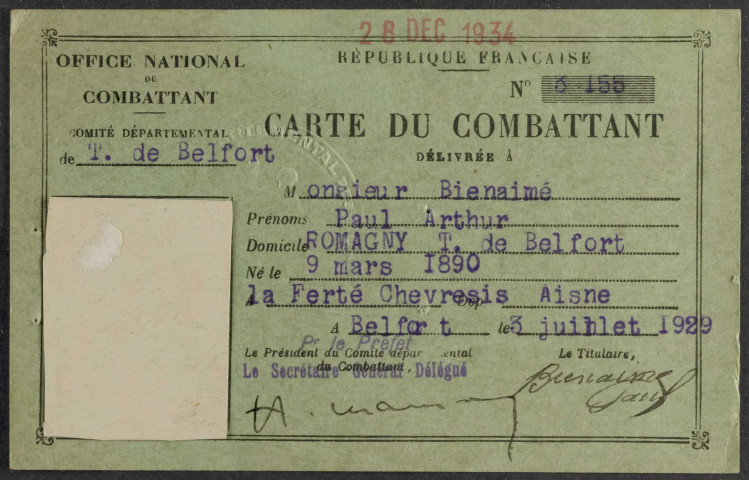 28 DEC 1934
OFFICE NATIONAL
DU
COMBATTANT
COMITÉ DÉPARTEMENTAL
de T. de Belfort
RÉPUBLIQUE FRANÇAISE
N° 6 155
CARTE DU COMBATTANT
DÉLIVRÉE À
Monsieur Bienaimé
Prénoms Paul Arthur
Domicile ROMAGNY T. de Belfort
Né le 9 mars 1890
à la Ferté Chevresis Dép Aisne
A Belfort le 3 juillet 1929
Pr le Préfet
Le Président du Comité départemental
du Combattant,
Le Secrétaire Général Délégué
Le Titulaire,
Bienaimé
Paul